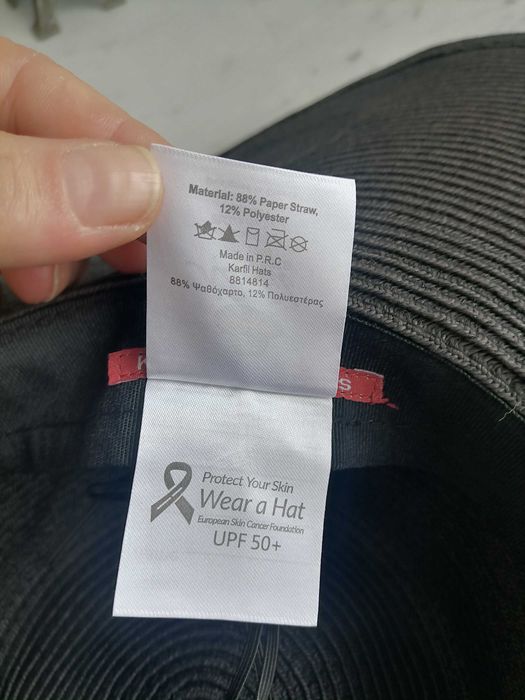 Material: 88% Paper Straw,
12% Polyester
Made in P.R.C
Karfil Hats
8814814
88% Ψαθόχαρτο, 12% Πολυεστέρας
K
S
Protect Your Skin
Wear a Hat
European Skin Cancer Foundation
UPF 50+